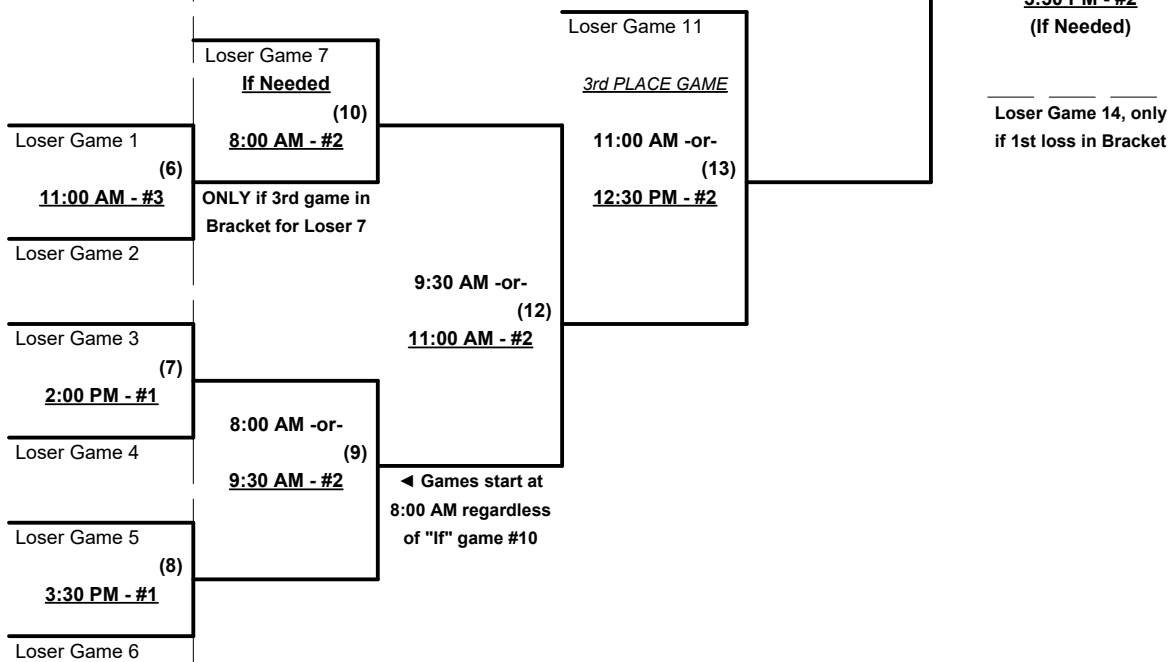 3:30 PM - #2
(If Needed)
Loser Game 14, only
if 1st loss in Bracket
Loser Game 11
3rd PLACE GAME
11:00 AM -or-
(13)
12:30 PM - #2
Loser Game 7
If Needed
(10)
8:00 AM - #2
ONLY if 3rd game in
Bracket for Loser 7
Loser Game 1
(6)
11:00 AM - #3
Loser Game 2
9:30 AM -or-
(12)
11:00 AM - #2
Loser Game 3
(7)
2:00 PM - #1
Loser Game 4
8:00 AM -or-
(9)
9:30 AM - #2
◄ Games start at
8:00 AM regardless
of "If" game #10
Loser Game 5
(8)
3:30 PM - #1
Loser Game 6